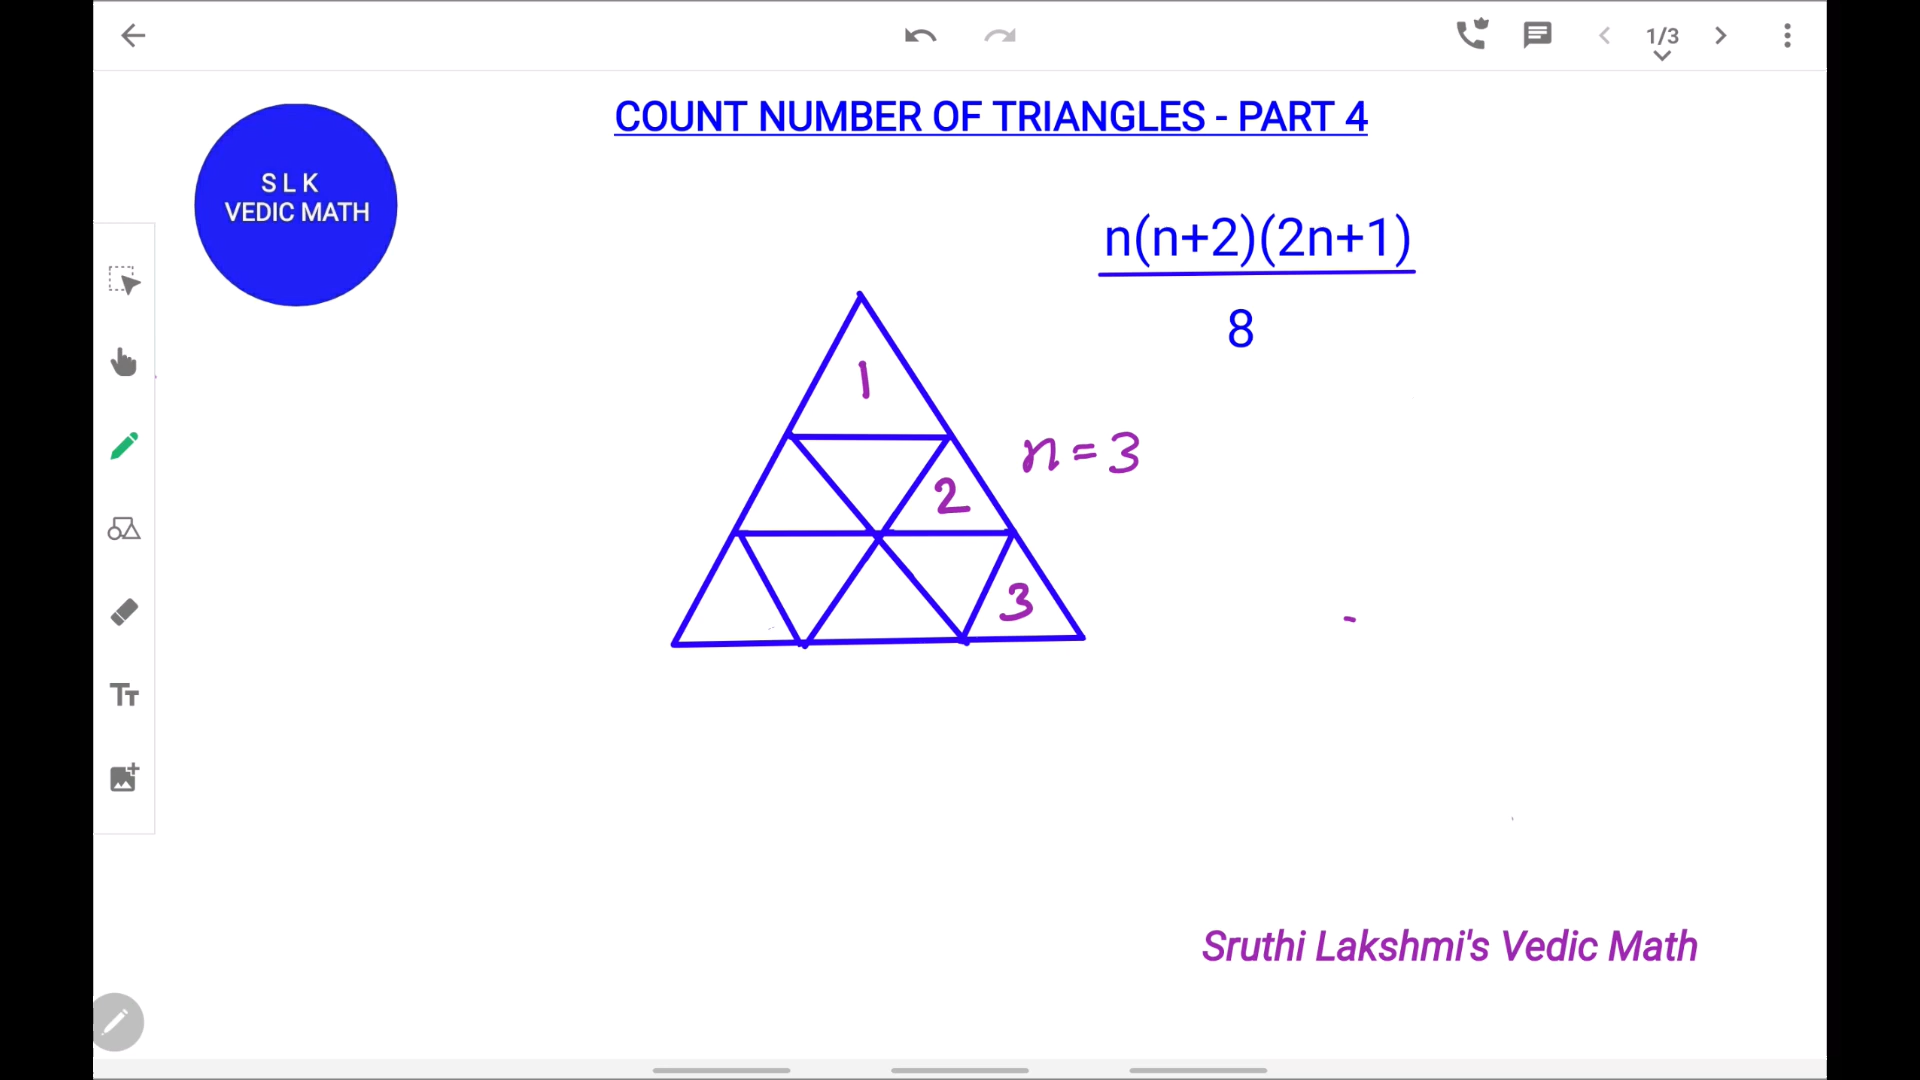 1/3
COUNT NUMBER OF TRIANGLES - PART 4
S L K
VEDIC MATH
n(n+2)(2n+1)
8
1
n = 3
2
3
Tт
Sruthi Lakshmi's Vedic Math